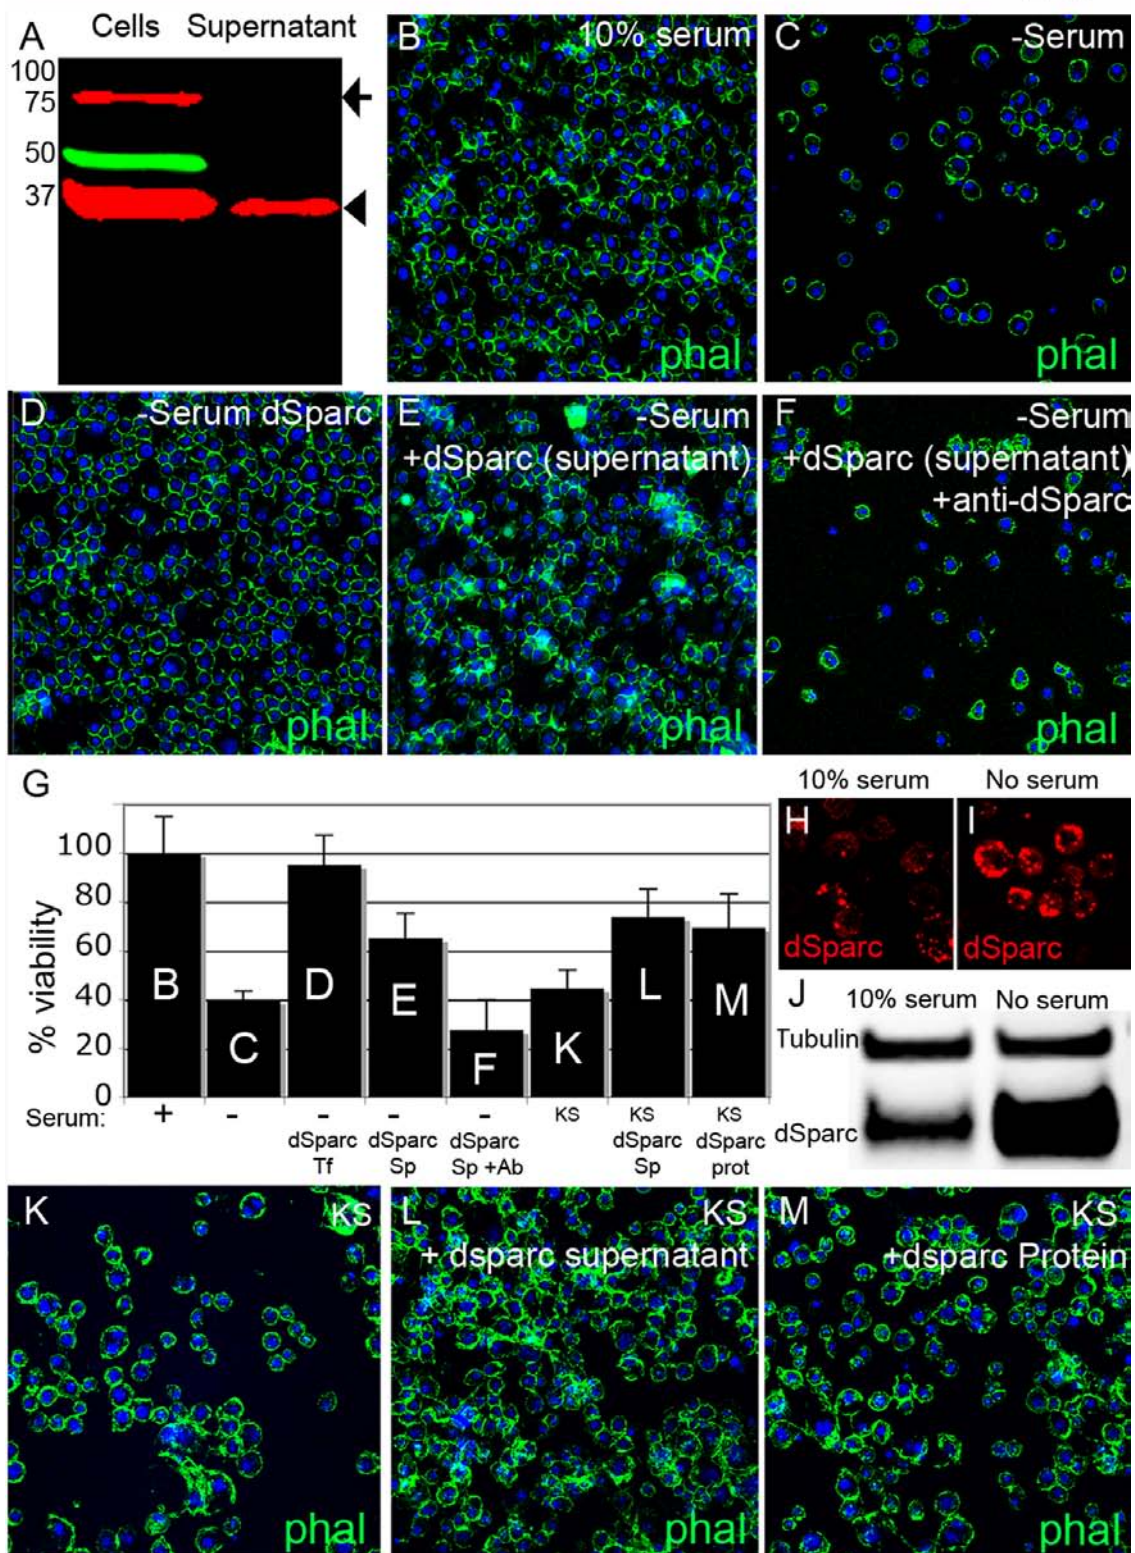 A
Cells Supernatant
100
75
50
37
B
10% serum
phal
C
-Serum
phal
D
-Serum dSparc
phal
E
-Serum
+dSparc (supernatant)
phal
F
-Serum
+dSparc (supernatant)
+anti-dSparc
phal
G
% viability
100
80
60
40
20
0
B
C
D
E
F
K
L
M
Serum: + - - - - KS KS KS
dSparc dSparc dSparc dSparc dSparc
Tf Sp Sp +Ab Sp prot
10% serum No serum
H
dSparc
I
dSparc
J
10% serum No serum
Tubulin
dSparc
K
KS
phal
L
KS
+ dsparc supernatant
phal
M
KS
+dsparc Protein
phal